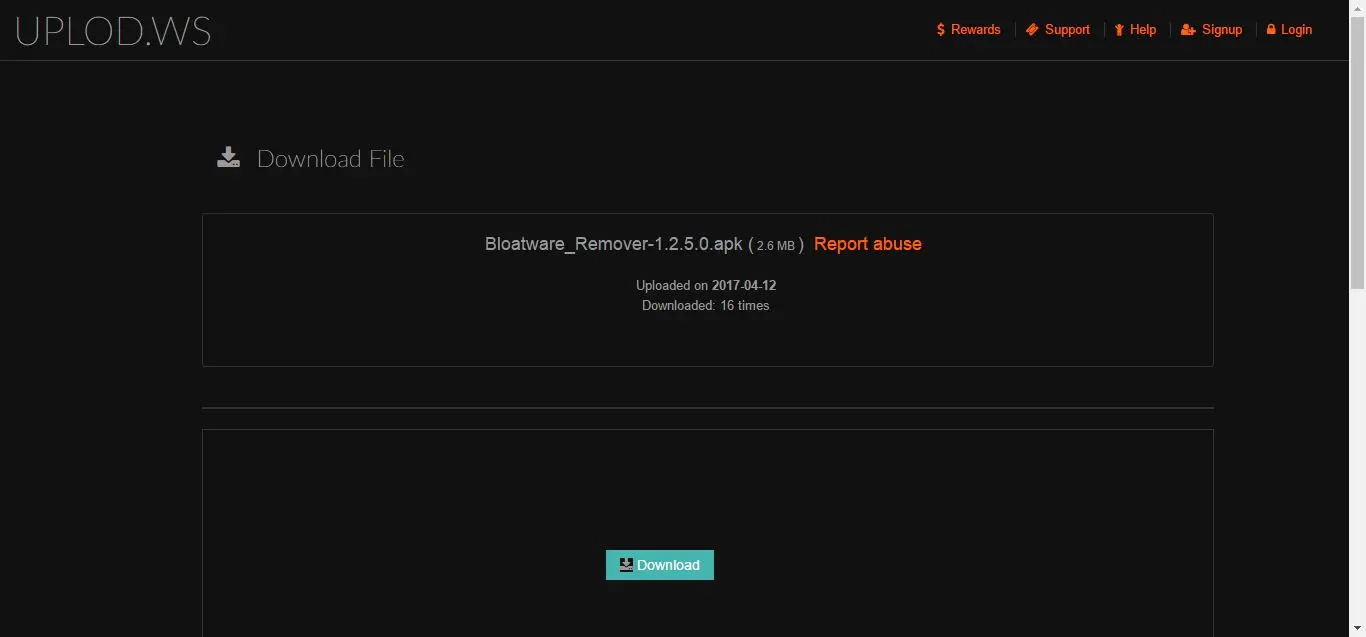 UPLOD.WS
Rewards
Support
Help
Signup
Login
Download File
Bloatware_Remover-1.2.5.0.apk ( 2.6 MB ) Report abuse
Uploaded on 2017-04-12
Downloaded: 16 times
Download